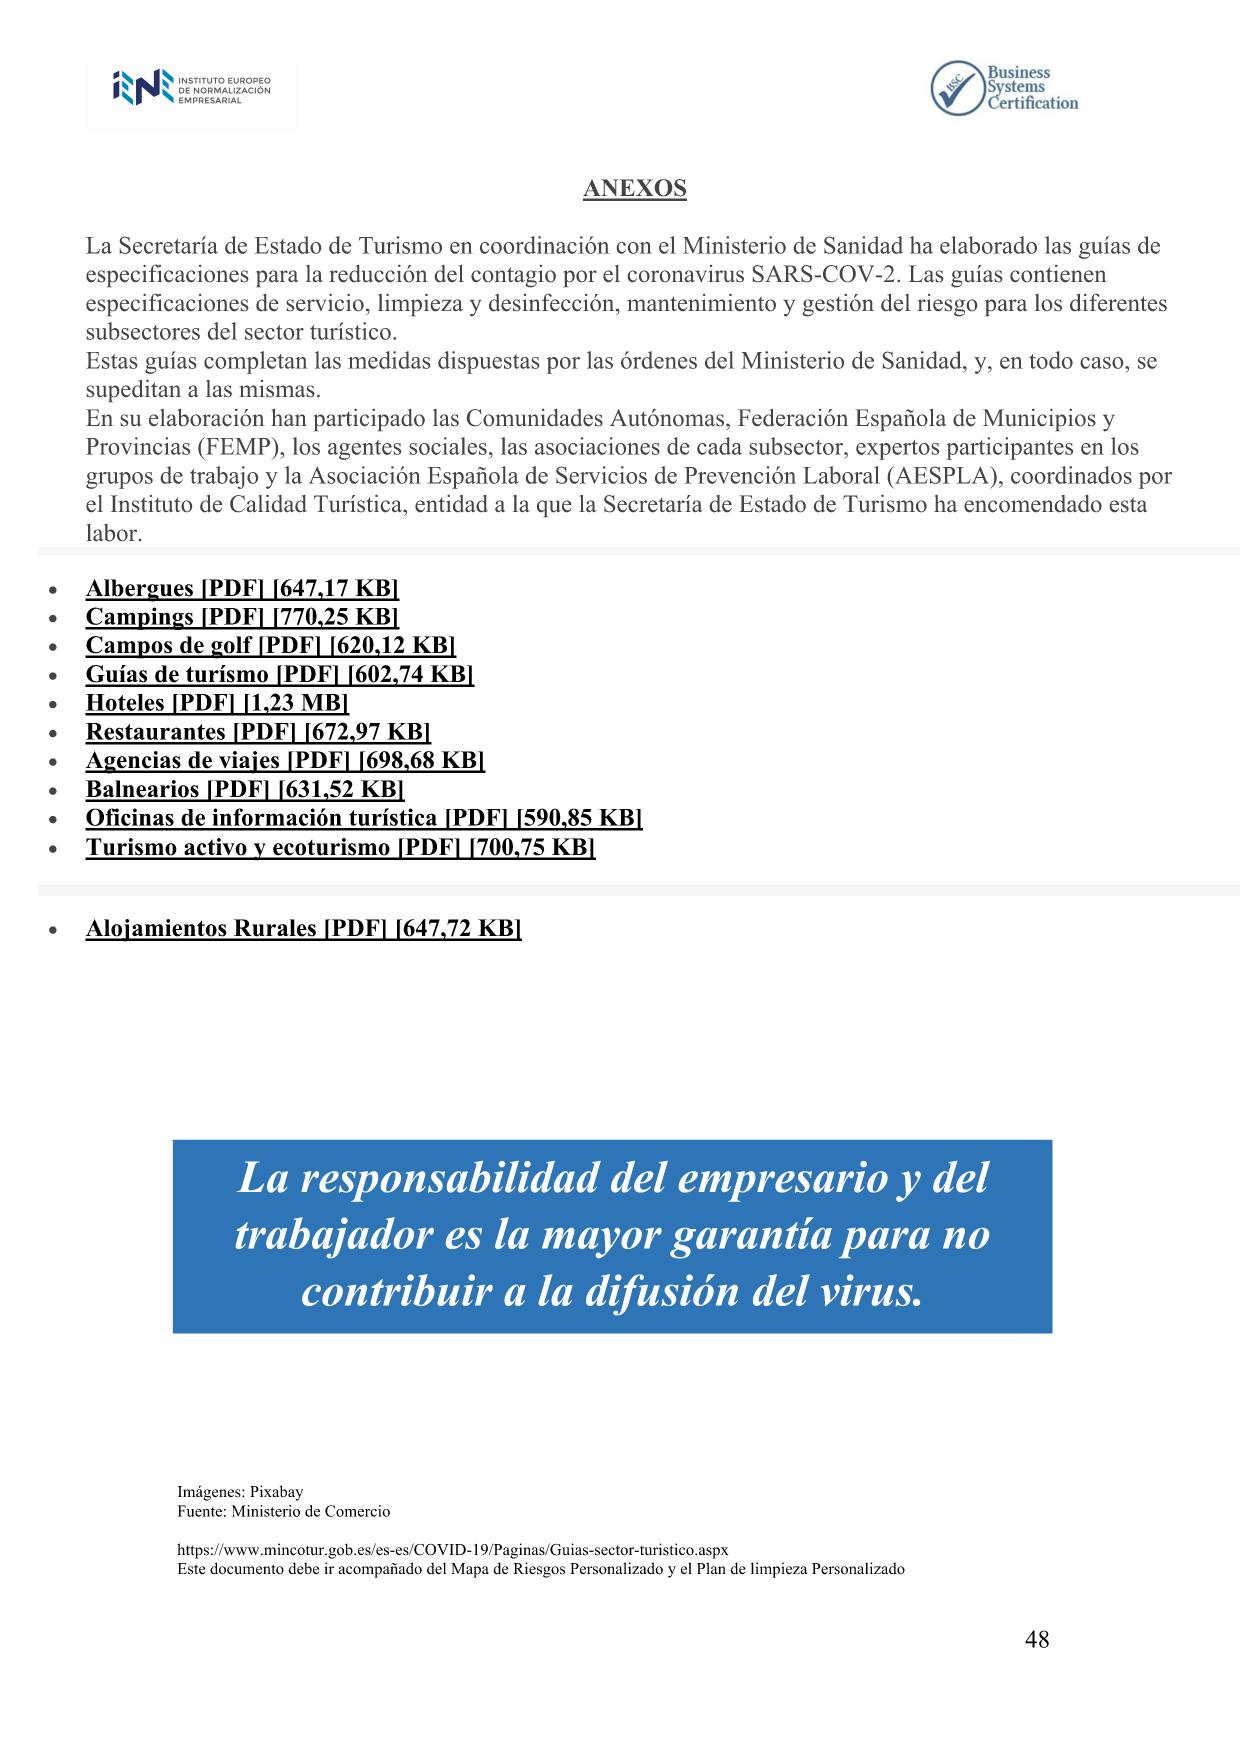 INSTITUTO EUROPEO
DE NORMALIZACIÓN
EMPRESARIAL
BSC
Business
Systems
Certification
ANEXOS
La Secretaría de Estado de Turismo en coordinación con el Ministerio de Sanidad ha elaborado las guías de
especificaciones para la reducción del contagio por el coronavirus SARS-COV-2. Las guías contienen
especificaciones de servicio, limpieza y desinfección, mantenimiento y gestión del riesgo para los diferentes
subsectores del sector turístico.
Estas guías completan las medidas dispuestas por las órdenes del Ministerio de Sanidad, y, en todo caso, se
supeditan a las mismas.
En su elaboración han participado las Comunidades Autónomas, Federación Española de Municipios y
Provincias (FEMP), los agentes sociales, las asociaciones de cada subsector, expertos participantes en los
grupos de trabajo y la Asociación Española de Servicios de Prevención Laboral (AESPLA), coordinados por
el Instituto de Calidad Turística, entidad a la que la Secretaría de Estado de Turismo ha encomendado esta
labor.
• Albergues [PDF] [647,17 KB]
• Campings [PDF] [770,25 KB]
• Campos de golf [PDF] [620,12 KB]
• Guías de turísmo [PDF] [602,74 KB]
• Hoteles [PDF] [1,23 MB]
• Restaurantes [PDF] [672,97 KB]
• Agencias de viajes [PDF] [698,68 KB]
• Balnearios [PDF] [631,52 KB]
• Oficinas de información turística [PDF] [590,85 KB]
• Turismo activo y ecoturismo [PDF] [700,75 KB]
• Alojamientos Rurales [PDF] [647,72 KB]
La responsabilidad del empresario y del
trabajador es la mayor garantía para no
contribuir a la difusión del virus.
Imágenes: Pixabay
Fuente: Ministerio de Comercio
https://www.mincotur.gob.es/es-es/COVID-19/Paginas/Guias-sector-turistico.aspx
Este documento debe ir acompañado del Mapa de Riesgos Personalizado y el Plan de limpieza Personalizado
48